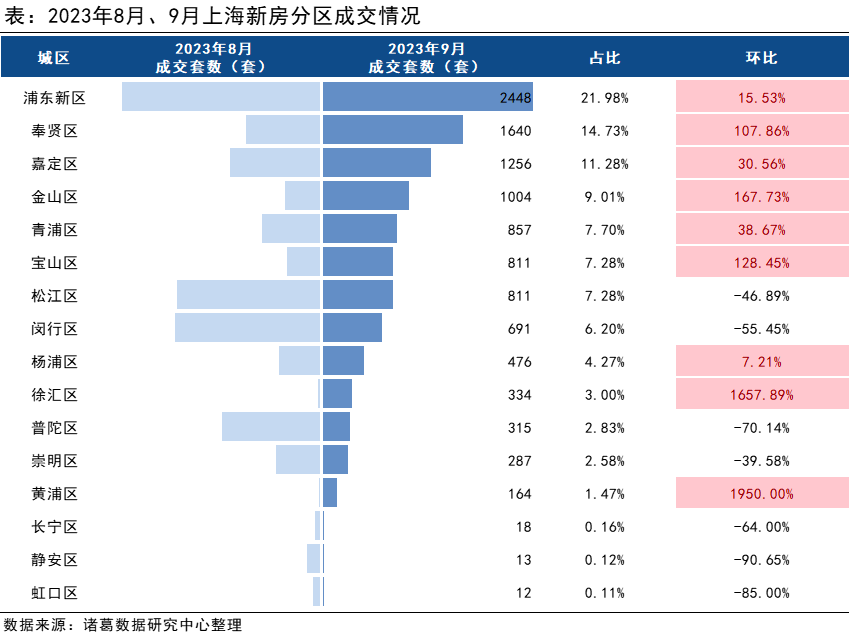 表：2023年8月、9月上海新房分区成交情况
城区 2023年8月成交套数（套） 2023年9月成交套数（套） 占比 环比
浦东新区 2448 21.98% 15.53%
奉贤区 1640 14.73% 107.86%
嘉定区 1256 11.28% 30.56%
金山区 1004 9.01% 167.73%
青浦区 857 7.70% 38.67%
宝山区 811 7.28% 128.45%
松江区 811 7.28% -46.89%
闵行区 691 6.20% -55.45%
杨浦区 476 4.27% 7.21%
徐汇区 334 3.00% 1657.89%
普陀区 315 2.83% -70.14%
崇明区 287 2.58% -39.58%
黄浦区 164 1.47% 1950.00%
长宁区 18 0.16% -64.00%
静安区 13 0.12% -90.65%
虹口区 12 0.11% -85.00%
数据来源：诸葛数据研究中心整理